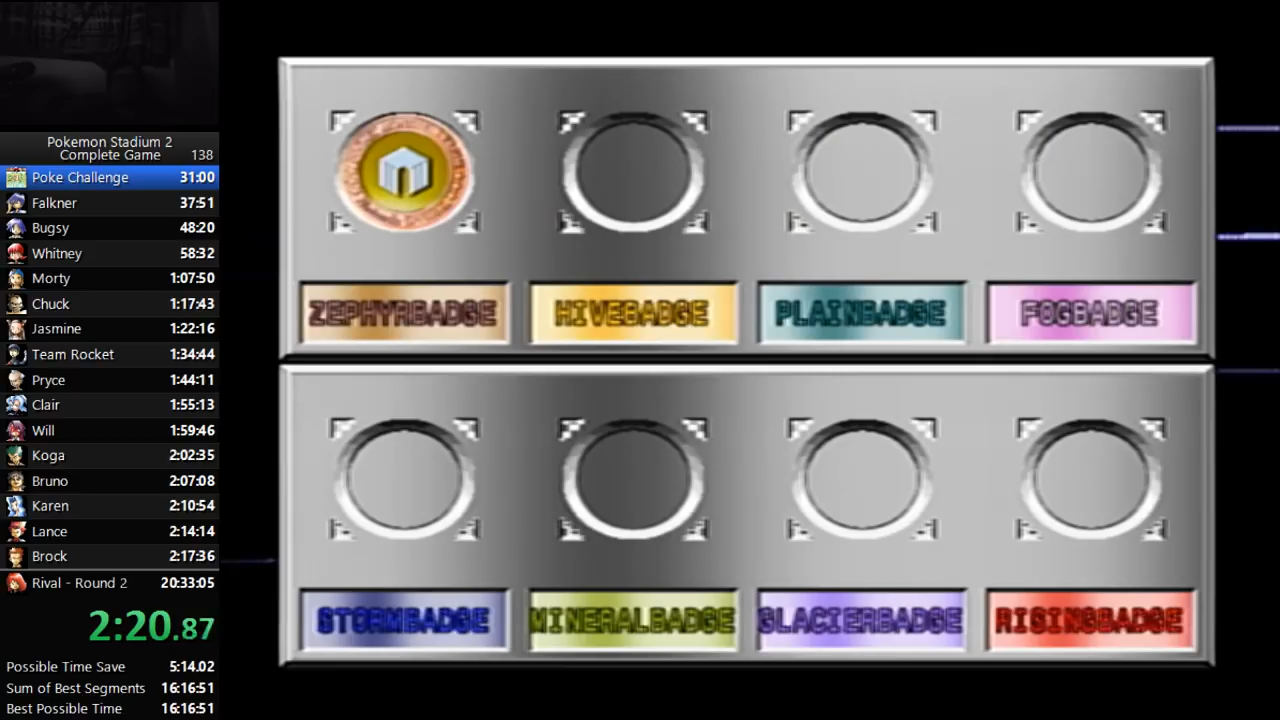 Pokemon Stadium 2
Complete Game 138
Poke Challenge 31:00
Falkner 37:51
Bugsy 48:20
Whitney 58:32
Morty 1:07:50
Chuck 1:17:43
Jasmine 1:22:16
Team Rocket 1:34:44
Pryce 1:44:11
Clair 1:55:13
Will 1:59:46
Koga 2:02:35
Bruno 2:07:08
Karen 2:10:54
Lance 2:14:14
Brock 2:17:36
Rival - Round 2 20:33:05
2:20.87
Possible Time Save 5:14.02
Sum of Best Segments 16:16:51
Best Possible Time 16:16:51
ZEPHYRBADGE HIVEBADGE PLAINBADGE FOGBADGE
STORMBADGE MINERALBADGE GLACIERBADGE RISINGBADGE